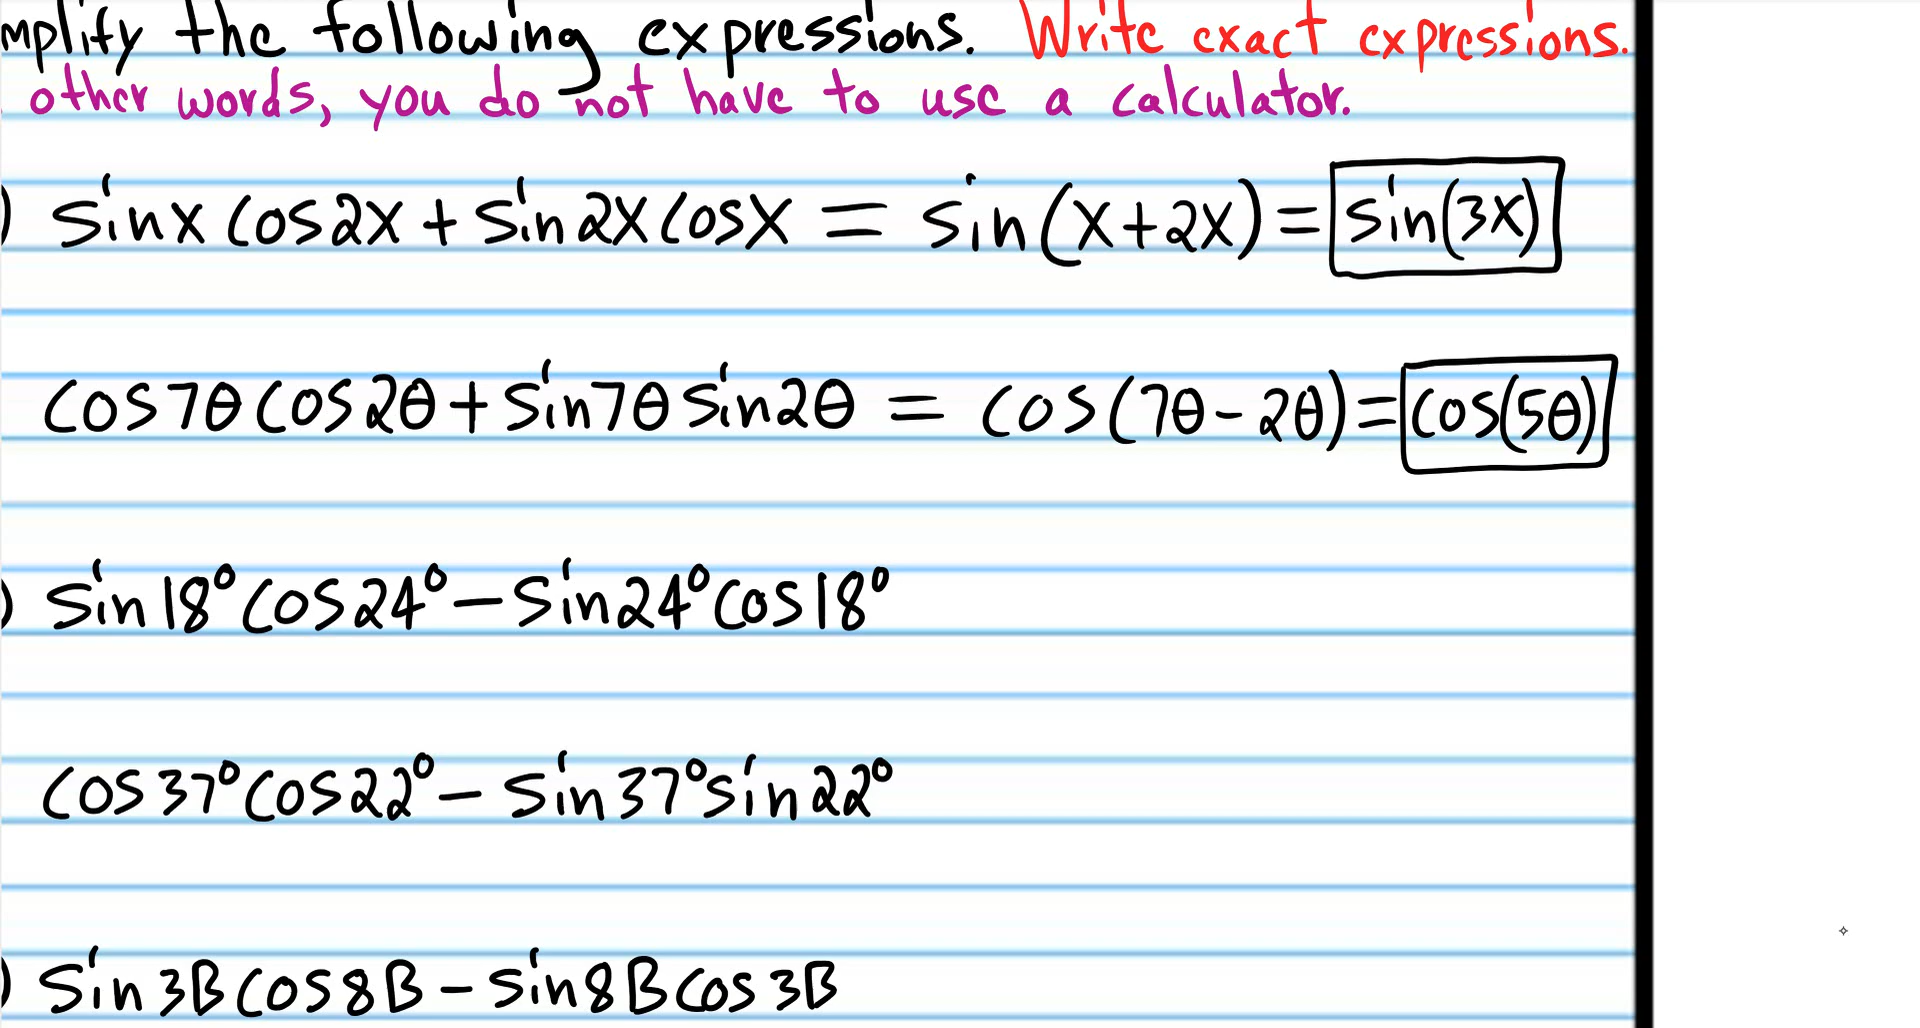 mplify the following expressions. Write exact expressions.
other words, you do not have to use a calculator.
) sinx cos2x + sin2x cosx = sin(x+2x) = sin(3x)
cos7θ cos2θ + sin7θ sin2θ = cos(7θ - 2θ) = cos(5θ)
) sin18° cos24° - sin24° cos18°
cos37° cos22° - sin37° sin22°
) sin3B cos8B - sin8B cos3B